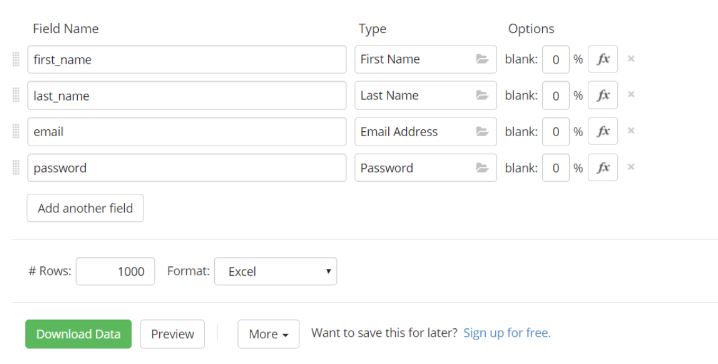 Field Name Type Options
first_name First Name blank: 0 % fx ×
last_name Last Name blank: 0 % fx ×
email Email Address blank: 0 % fx ×
password Password blank: 0 % fx ×
Add another field
# Rows: 1000 Format: Excel
Download Data Preview More Want to save this for later? Sign up for free.